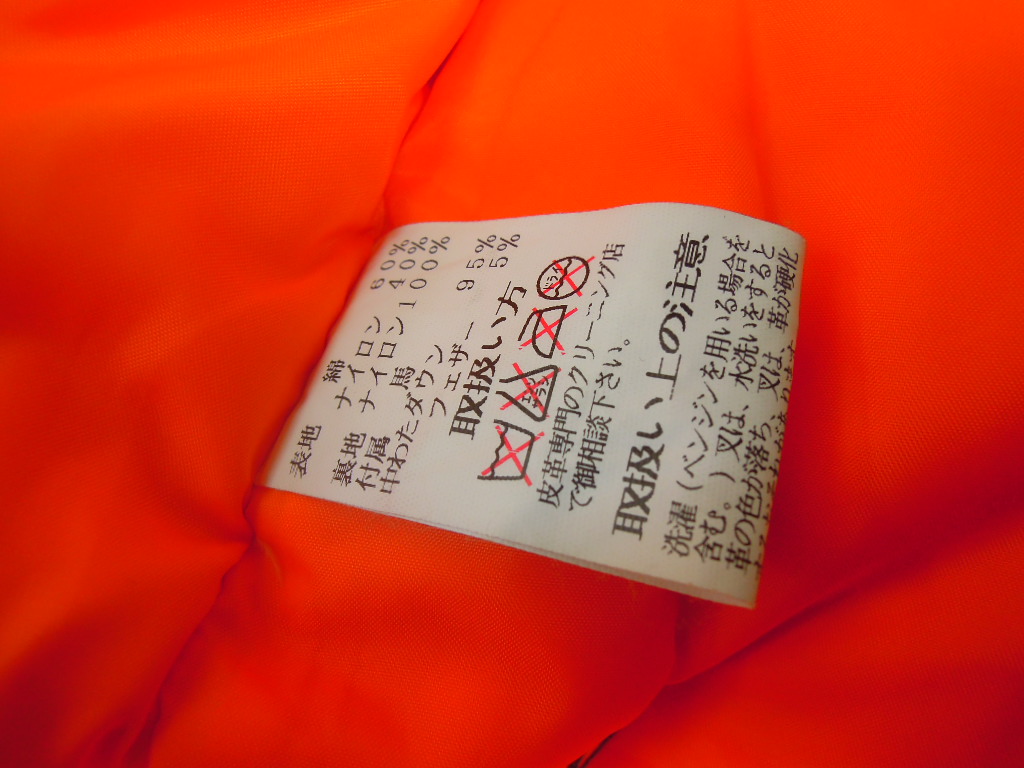 表地 綿 60%
ナイロン 40%
裏地 ナイロン 100%
付属 馬
中わた ダウン 95%
フェザー 5%
取扱い方
皮革専門のクリーニング店
で御相談下さい。
取扱い上の注意
洗濯(ベンジンを用いる場合を
含む。)又は、水洗いをすると
革の色が落ち、又は、革が硬化